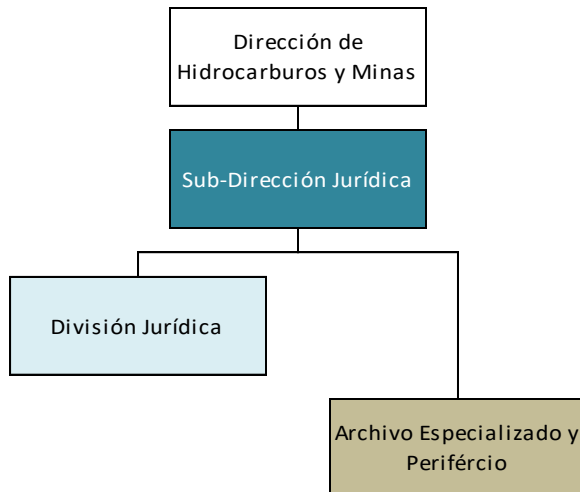 Dirección de
Hidrocarburos y Minas
Sub-Dirección Jurídica
División Jurídica
Archivo Especializado y
Perifércio